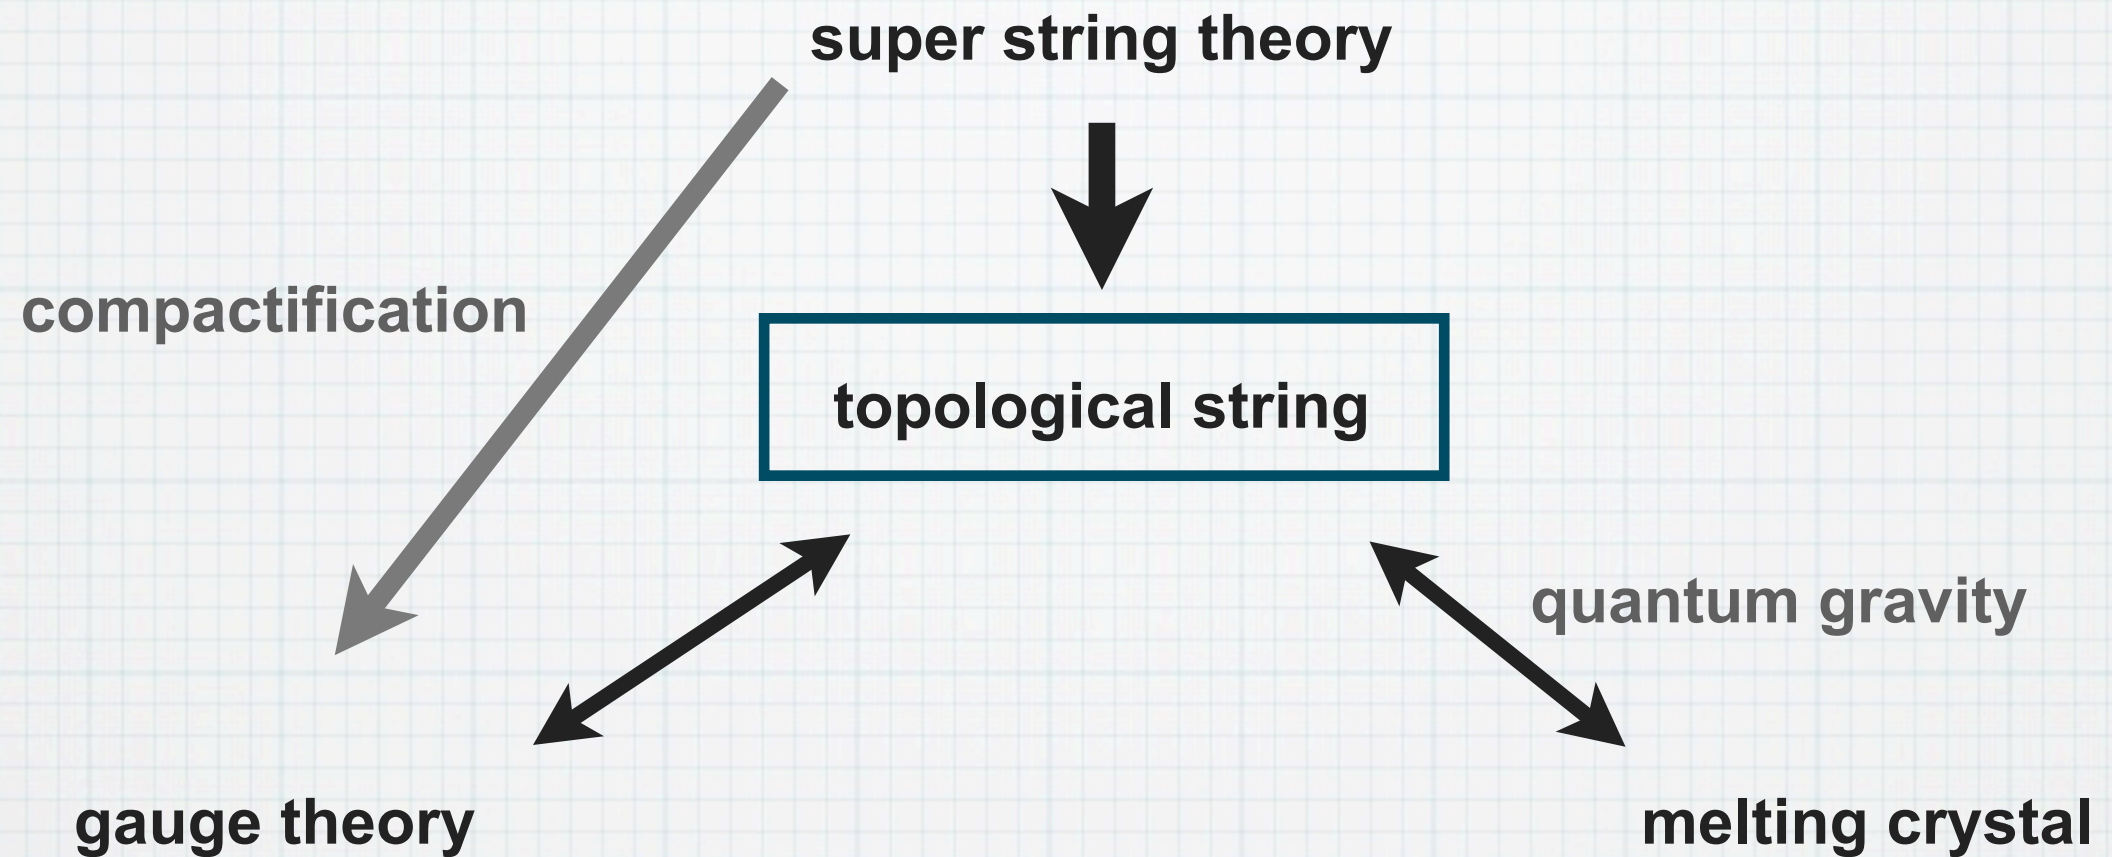 super string theory
compactification
topological string
quantum gravity
gauge theory
melting crystal